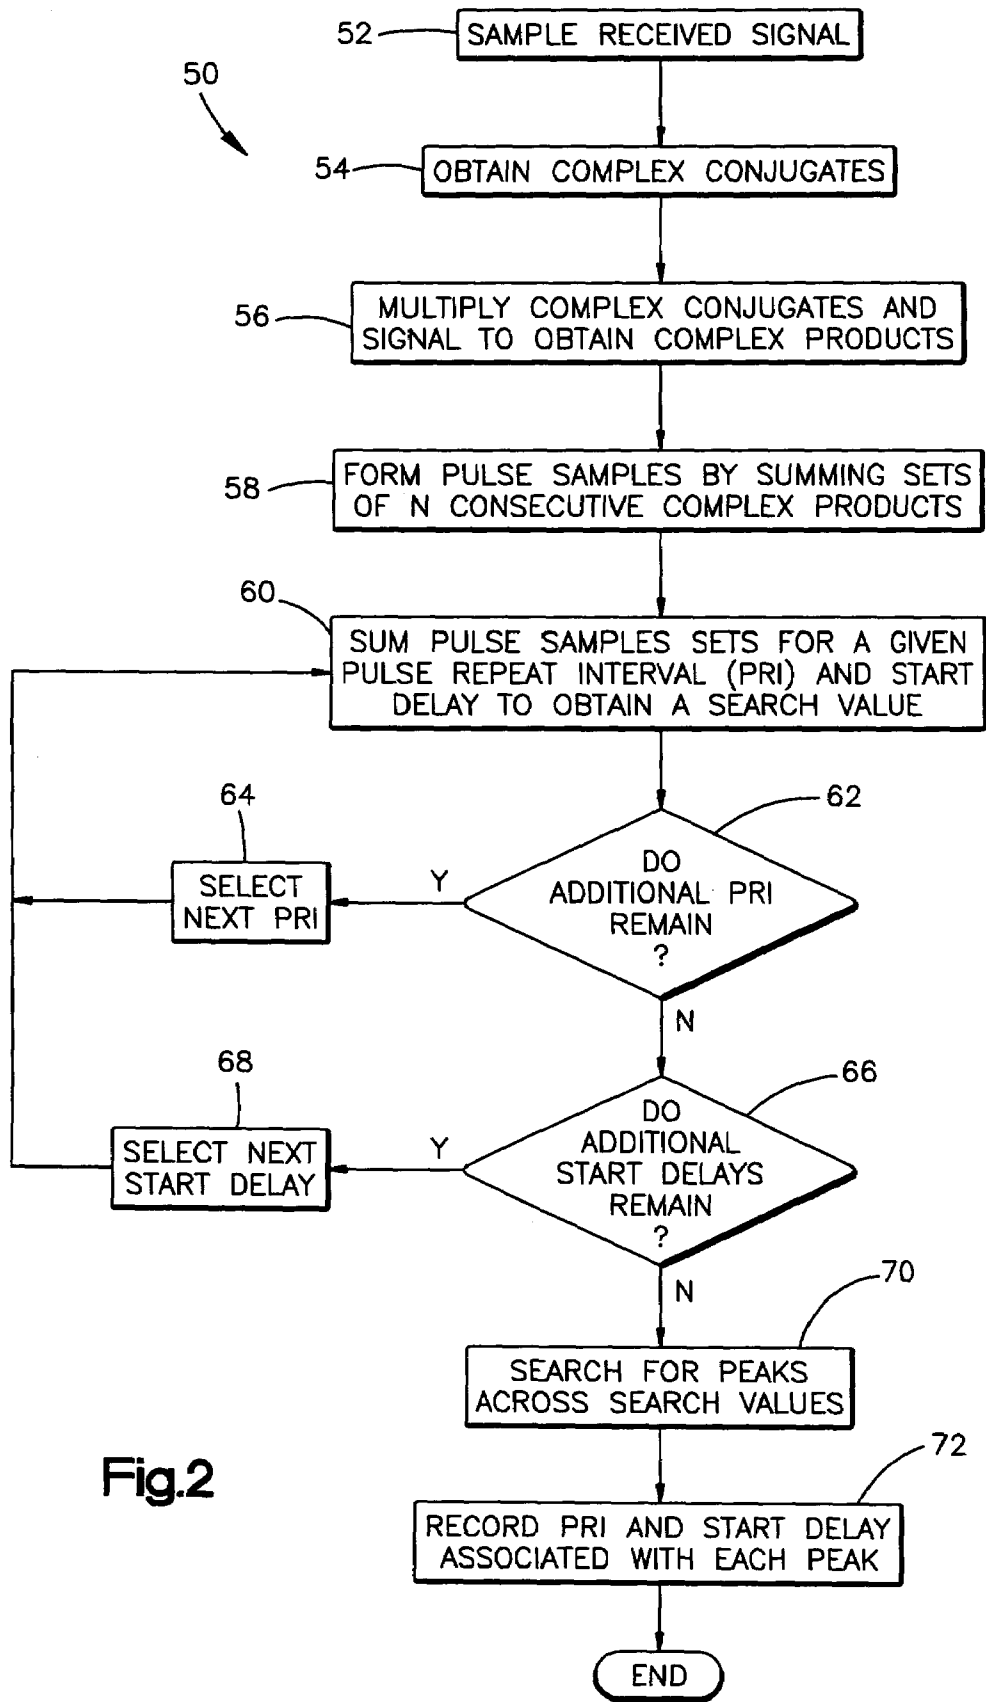 52
SAMPLE RECEIVED SIGNAL
50
54
OBTAIN COMPLEX CONJUGATES
56
MULTIPLY COMPLEX CONJUGATES AND
SIGNAL TO OBTAIN COMPLEX PRODUCTS
58
FORM PULSE SAMPLES BY SUMMING SETS
OF N CONSECUTIVE COMPLEX PRODUCTS
60
SUM PULSE SAMPLES SETS FOR A GIVEN
PULSE REPEAT INTERVAL (PRI) AND START
DELAY TO OBTAIN A SEARCH VALUE
62
DO
ADDITIONAL PRI
REMAIN
?
Y
64
SELECT
NEXT PRI
N
66
DO
ADDITIONAL
START DELAYS
REMAIN
?
Y
68
SELECT NEXT
START DELAY
N
70
SEARCH FOR PEAKS
ACROSS SEARCH VALUES
72
RECORD PRI AND START DELAY
ASSOCIATED WITH EACH PEAK
END
Fig.2